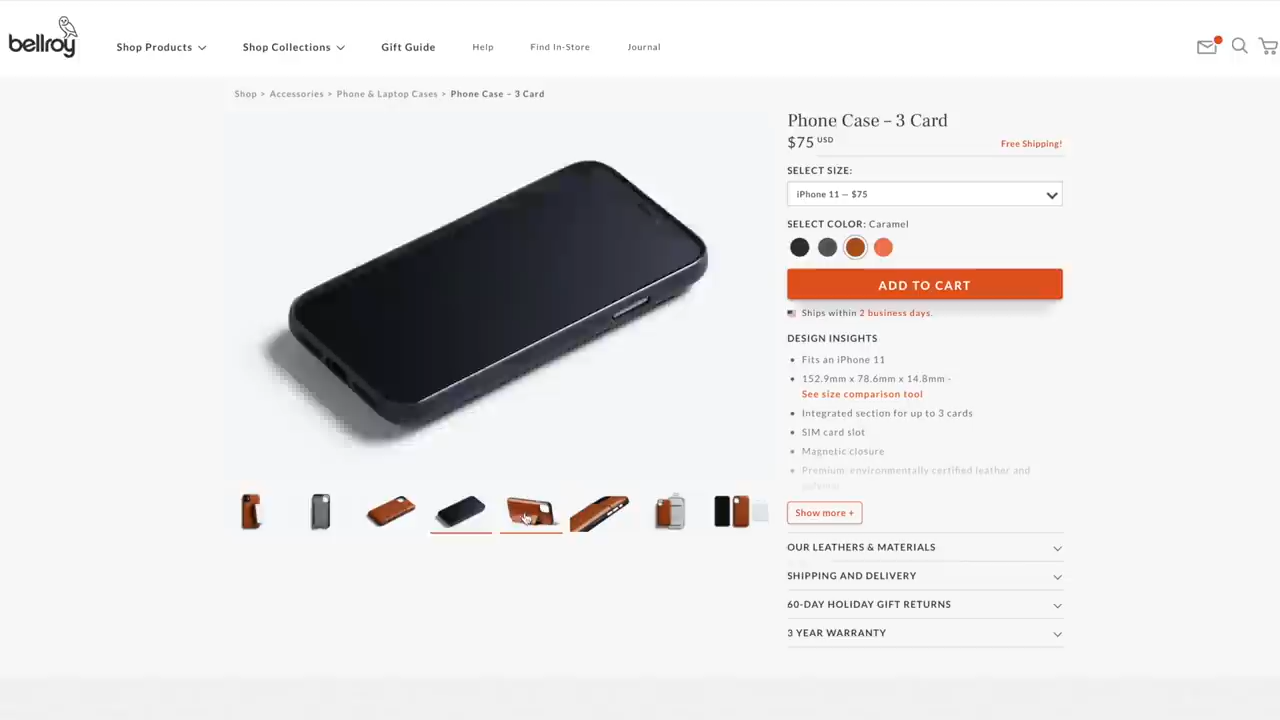 bellroy
Shop Products
Shop Collections
Gift Guide
Help
Find In-Store
Journal
Shop > Accessories > Phone & Laptop Cases > Phone Case – 3 Card
Phone Case – 3 Card
$75 USD
Free Shipping!
SELECT SIZE:
iPhone 11 — $75
SELECT COLOR: Caramel
ADD TO CART
Ships within 2 business days.
DESIGN INSIGHTS
• Fits an iPhone 11
• 152.9mm x 78.6mm x 14.8mm -
See size comparison tool
• Integrated section for up to 3 cards
• SIM card slot
• Magnetic closure
• Premium, environmentally certified leather and
Show more +
OUR LEATHERS & MATERIALS
SHIPPING AND DELIVERY
60-DAY HOLIDAY GIFT RETURNS
3 YEAR WARRANTY